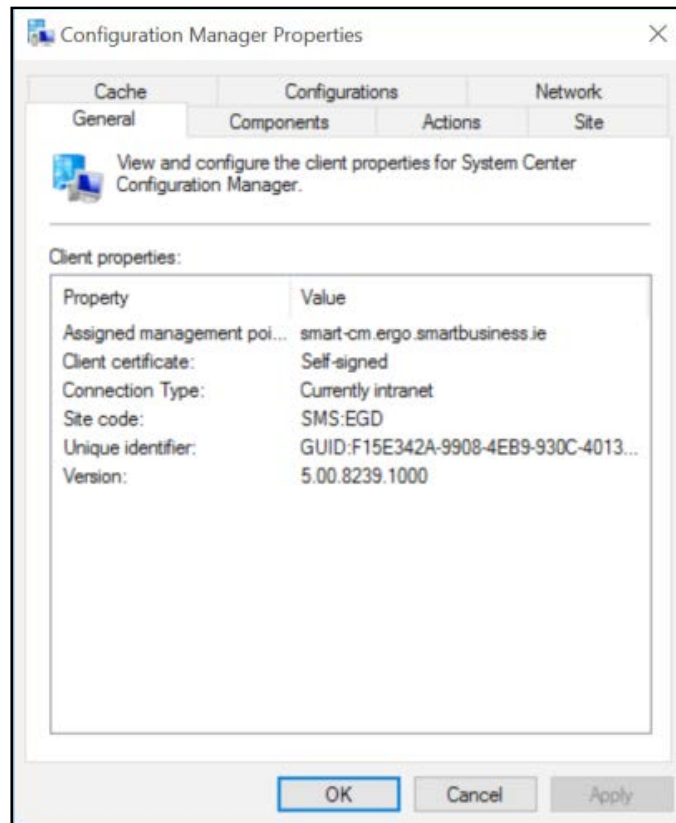 Configuration Manager Properties
Cache Configurations Network
General Components Actions Site
View and configure the client properties for System Center
Configuration Manager.
Client properties:
Property Value
Assigned management poi... smart-cm.ergo.smartbusiness.ie
Client certificate: Self-signed
Connection Type: Currently intranet
Site code: SMS:EGD
Unique identifier: GUID:F15E342A-9908-4EB9-930C-4013...
Version: 5.00.8239.1000
OK Cancel Apply